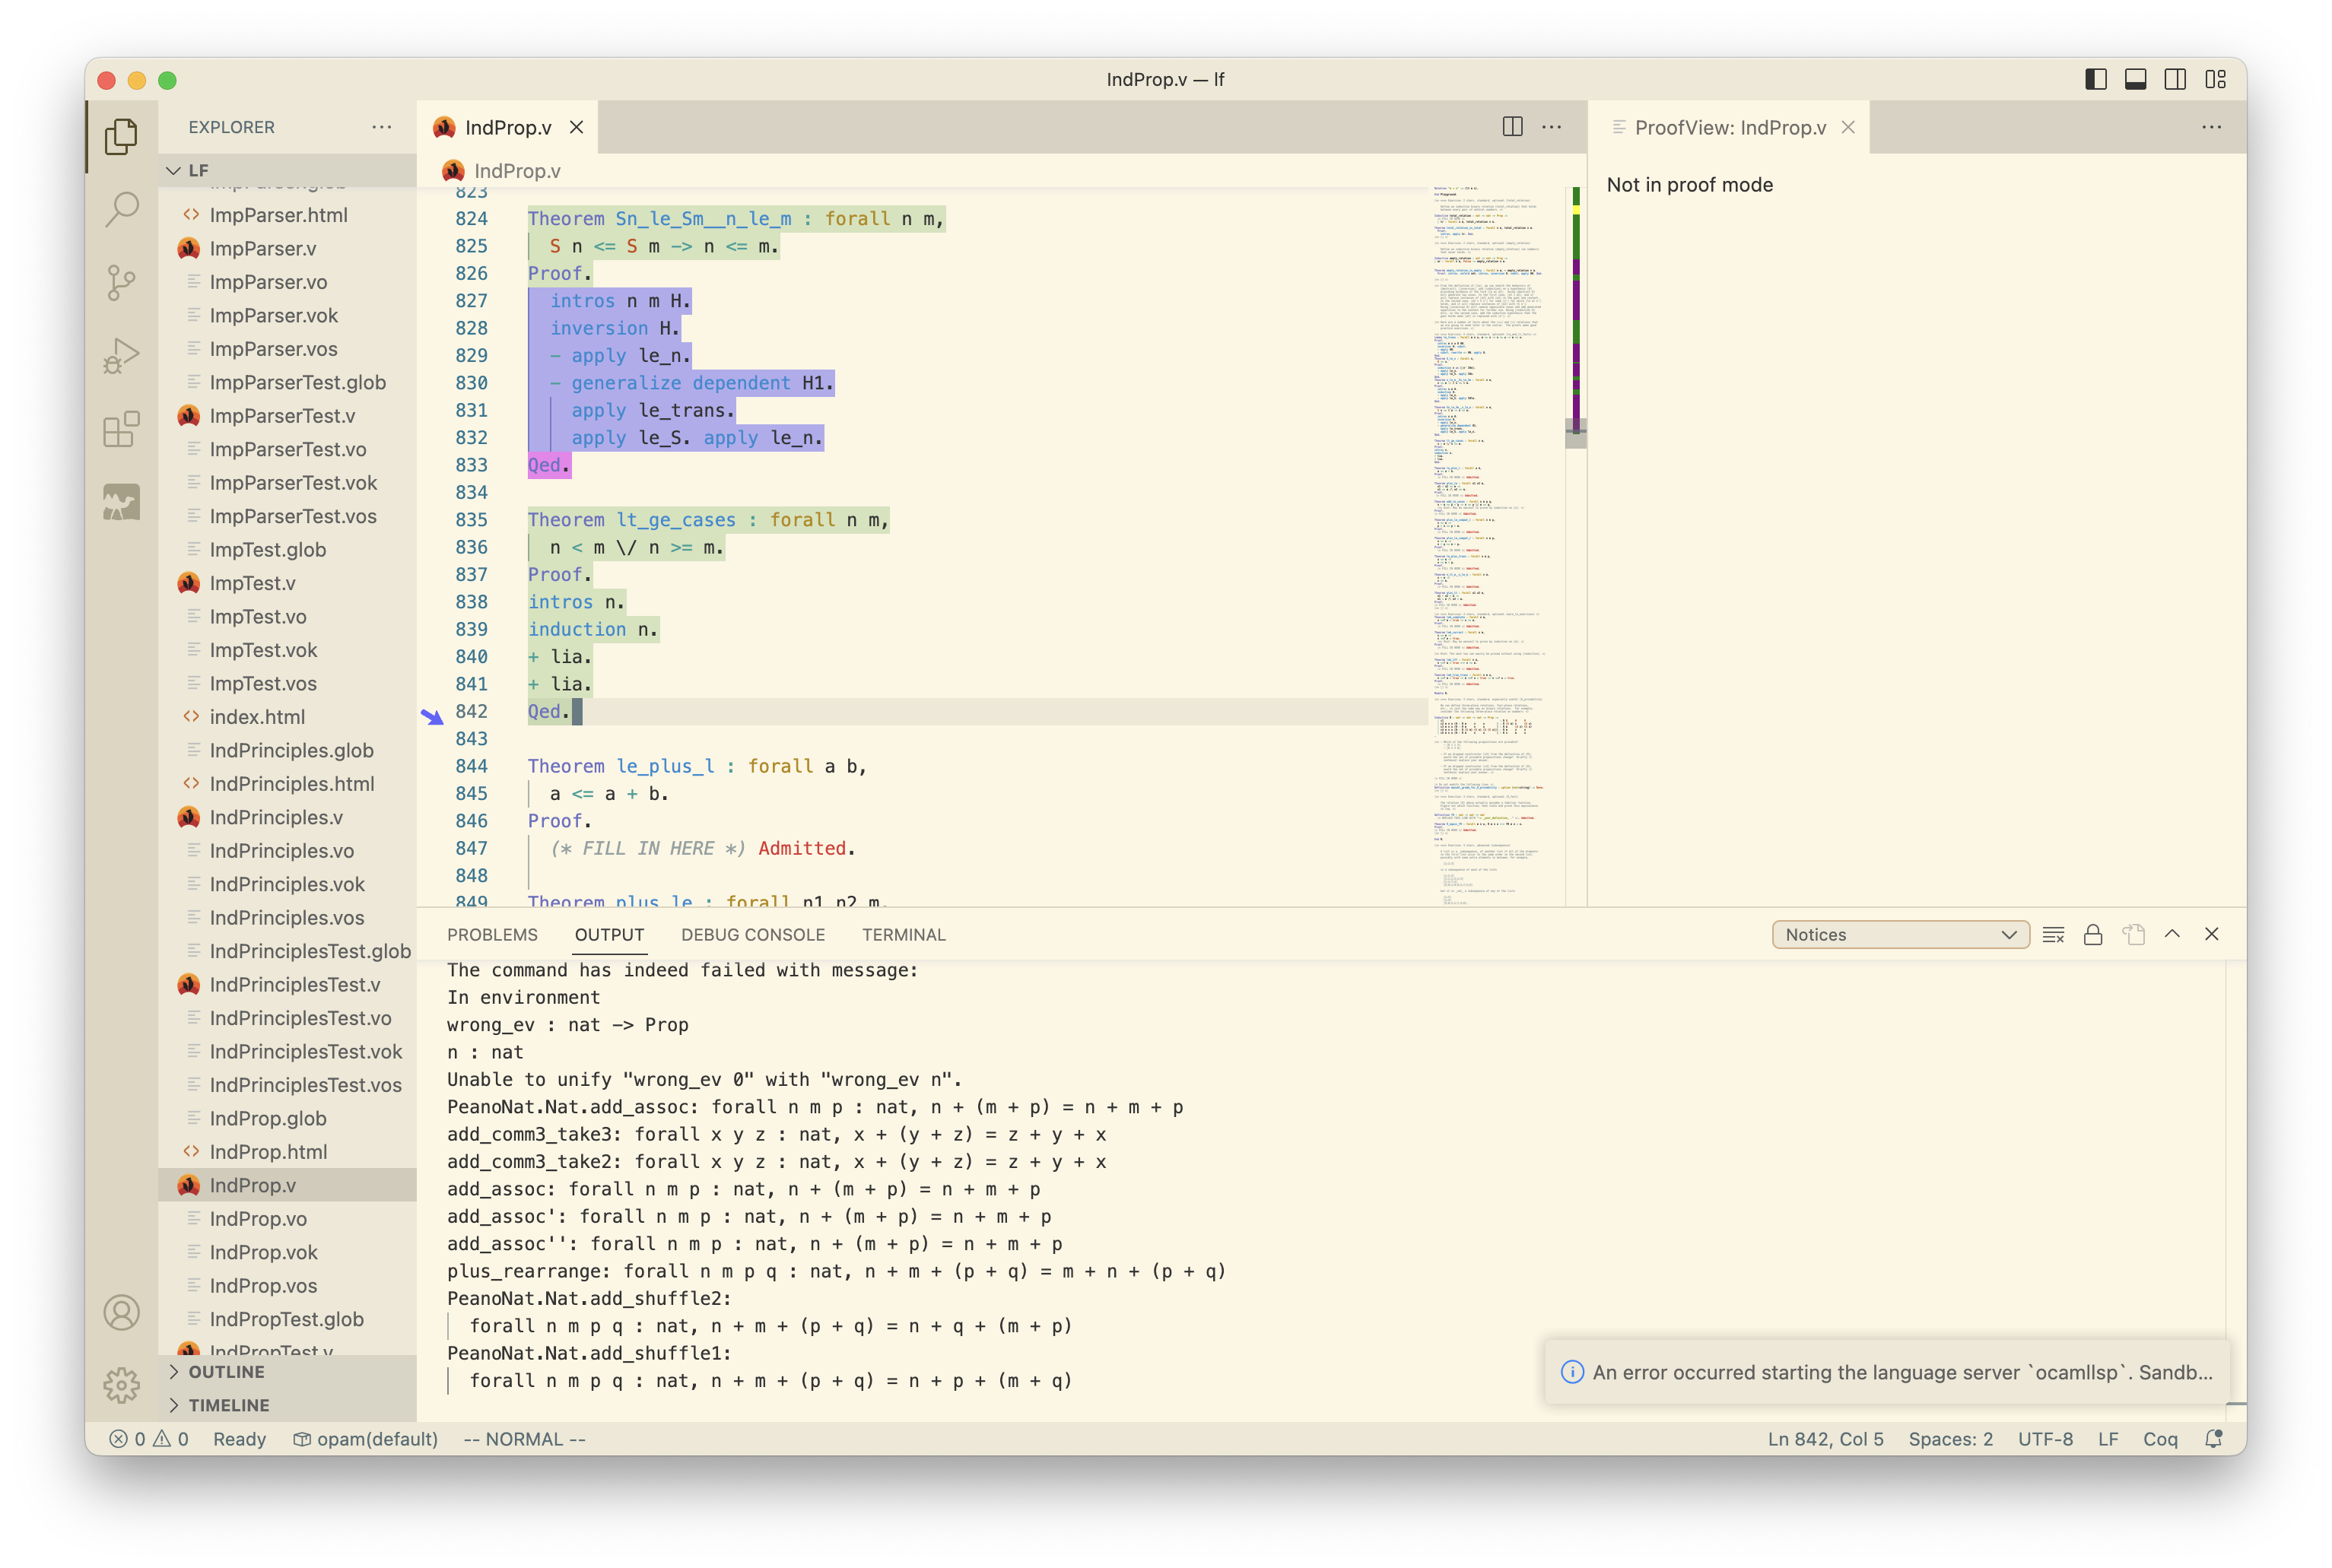 IndProp.v — lf
EXPLORER
LF
ImpParser.glob
ImpParser.html
ImpParser.v
ImpParser.vo
ImpParser.vok
ImpParser.vos
ImpParserTest.glob
ImpParserTest.v
ImpParserTest.vo
ImpParserTest.vok
ImpParserTest.vos
ImpTest.glob
ImpTest.v
ImpTest.vo
ImpTest.vok
ImpTest.vos
index.html
IndPrinciples.glob
IndPrinciples.html
IndPrinciples.v
IndPrinciples.vo
IndPrinciples.vok
IndPrinciples.vos
IndPrinciplesTest.glob
IndPrinciplesTest.v
IndPrinciplesTest.vo
IndPrinciplesTest.vok
IndPrinciplesTest.vos
IndProp.glob
IndProp.html
IndProp.v
IndProp.vo
IndProp.vok
IndProp.vos
IndPropTest.glob
IndPropTest.v
OUTLINE
TIMELINE
IndProp.v
IndProp.v
823
824 Theorem Sn_le_Sm__n_le_m : forall n m,
825 S n <= S m -> n <= m.
826 Proof.
827 intros n m H.
828 inversion H.
829 - apply le_n.
830 - generalize dependent H1.
831 apply le_trans.
832 apply le_S. apply le_n.
833 Qed.
834
835 Theorem lt_ge_cases : forall n m,
836 n < m \/ n >= m.
837 Proof.
838 intros n.
839 induction n.
840 + lia.
841 + lia.
842 Qed.
843
844 Theorem le_plus_l : forall a b,
845 a <= a + b.
846 Proof.
847 (* FILL IN HERE *) Admitted.
848
849 Theorem plus_le : forall n1 n2 m,
ProofView: IndProp.v
Not in proof mode
PROBLEMS OUTPUT DEBUG CONSOLE TERMINAL
Notices
The command has indeed failed with message:
In environment
wrong_ev : nat -> Prop
n : nat
Unable to unify "wrong_ev 0" with "wrong_ev n".
PeanoNat.Nat.add_assoc: forall n m p : nat, n + (m + p) = n + m + p
add_comm3_take3: forall x y z : nat, x + (y + z) = z + y + x
add_comm3_take2: forall x y z : nat, x + (y + z) = z + y + x
add_assoc: forall n m p : nat, n + (m + p) = n + m + p
add_assoc': forall n m p : nat, n + (m + p) = n + m + p
add_assoc'': forall n m p : nat, n + (m + p) = n + m + p
plus_rearrange: forall n m p q : nat, n + m + (p + q) = m + n + (p + q)
PeanoNat.Nat.add_shuffle2:
forall n m p q : nat, n + m + (p + q) = n + q + (m + p)
PeanoNat.Nat.add_shuffle1:
forall n m p q : nat, n + m + (p + q) = n + p + (m + q)
An error occurred starting the language server `ocamllsp`. Sandb...
0 0 Ready opam(default) -- NORMAL --
Ln 842, Col 5 Spaces: 2 UTF-8 LF Coq